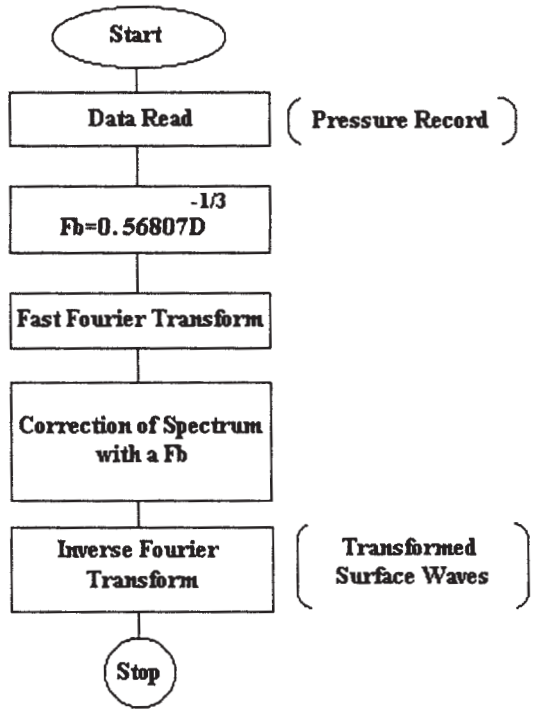 Start
Data Read
Pressure Record
Fb=0.56807D^-1/3
Fast Fourier Transform
Correction of Spectrum
with a Fb
Inverse Fourier
Transform
Transformed
Surface Waves
Stop